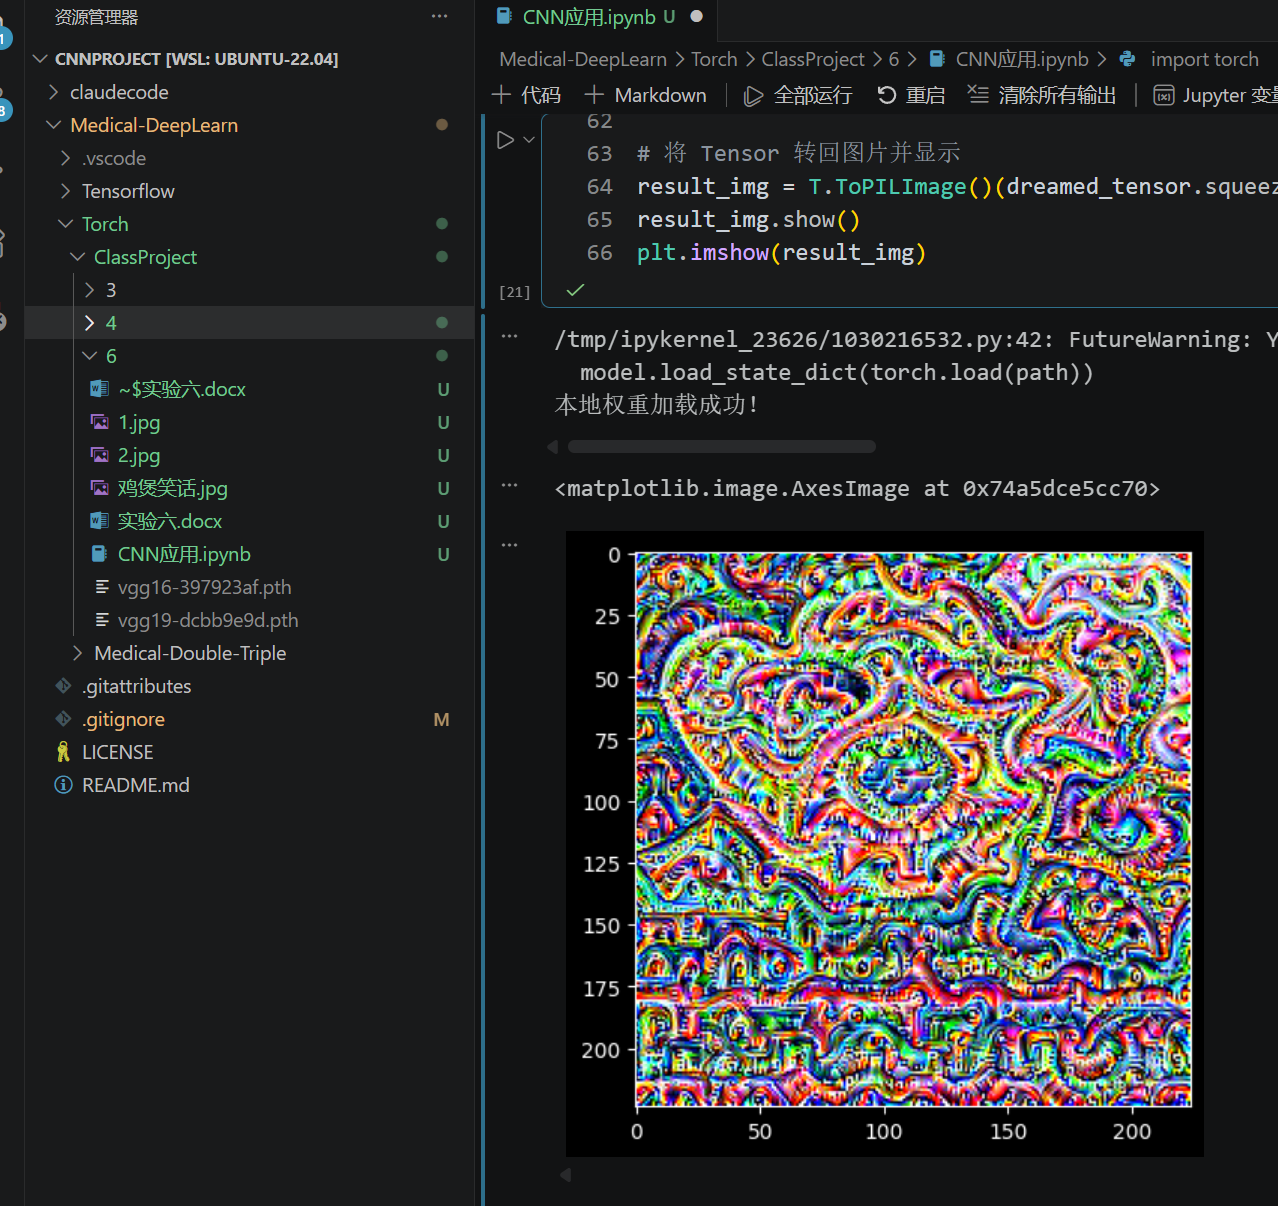 资源管理器
CNNPROJECT [WSL: UBUNTU-22.04]
claudecode
Medical-DeepLearn
.vscode
Tensorflow
Torch
ClassProject
3
4
6
~$实验六.docx U
1.jpg U
2.jpg U
鸡煲笑话.jpg U
实验六.docx U
CNN应用.ipynb U
vgg16-397923af.pth
vgg19-dcbb9e9d.pth
Medical-Double-Triple
.gitattributes
.gitignore M
LICENSE
README.md
CNN应用.ipynb U
Medical-DeepLearn > Torch > ClassProject > 6 > CNN应用.ipynb > import torch
代码 Markdown 全部运行 重启 清除所有输出 Jupyter 变
62
63 # 将 Tensor 转回图片并显示
64 result_img = T.ToPILImage()(dreamed_tensor.squeez
65 result_img.show()
66 plt.imshow(result_img)
[21]
/tmp/ipykernel_23626/1030216532.py:42: FutureWarning: Y
model.load_state_dict(torch.load(path))
本地权重加载成功！
<matplotlib.image.AxesImage at 0x74a5dce5cc70>
0
25
50
75
100
125
150
175
200
0 50 100 150 200